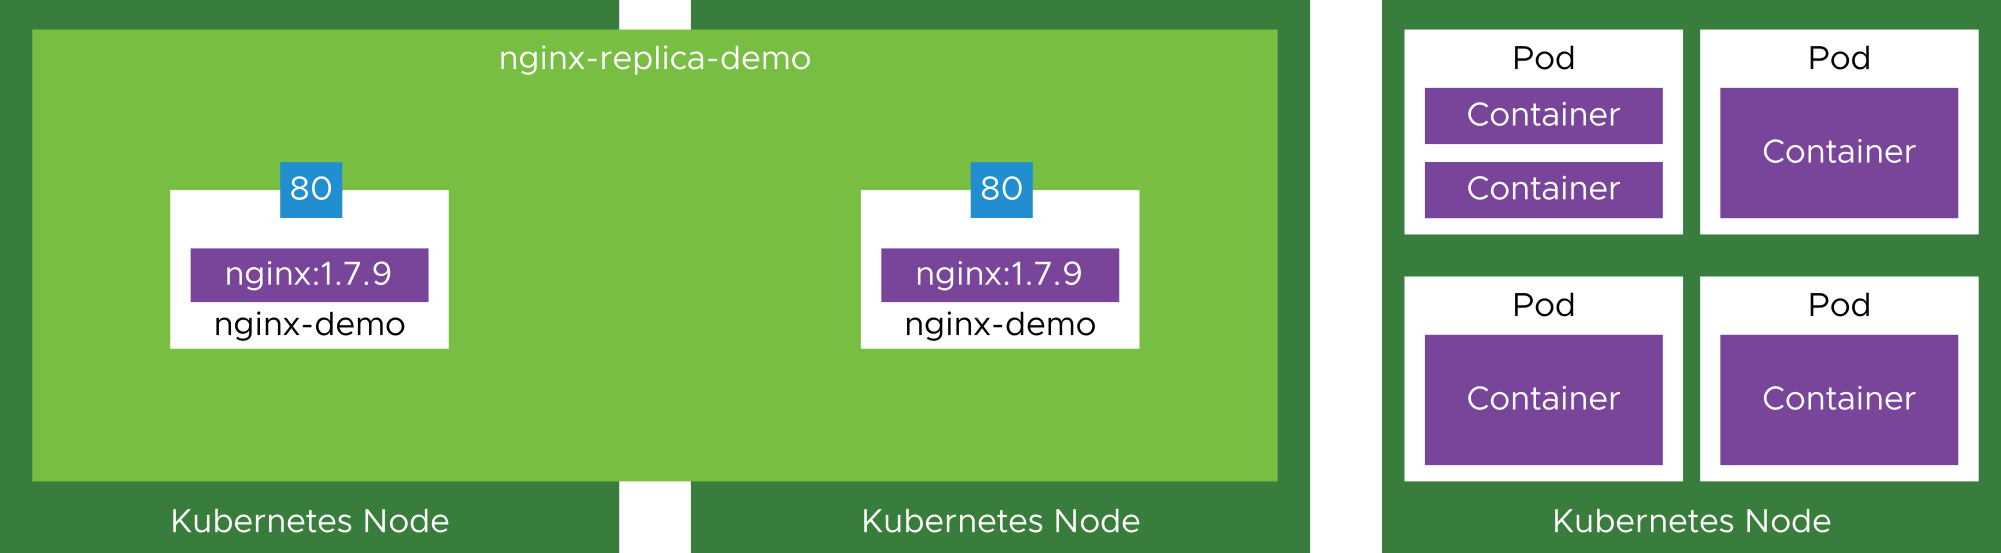 nginx-replica-demo
80
nginx:1.7.9
nginx-demo
Kubernetes Node
80
nginx:1.7.9
nginx-demo
Kubernetes Node
Pod
Container
Container
Pod
Container
Pod
Container
Pod
Container
Kubernetes Node